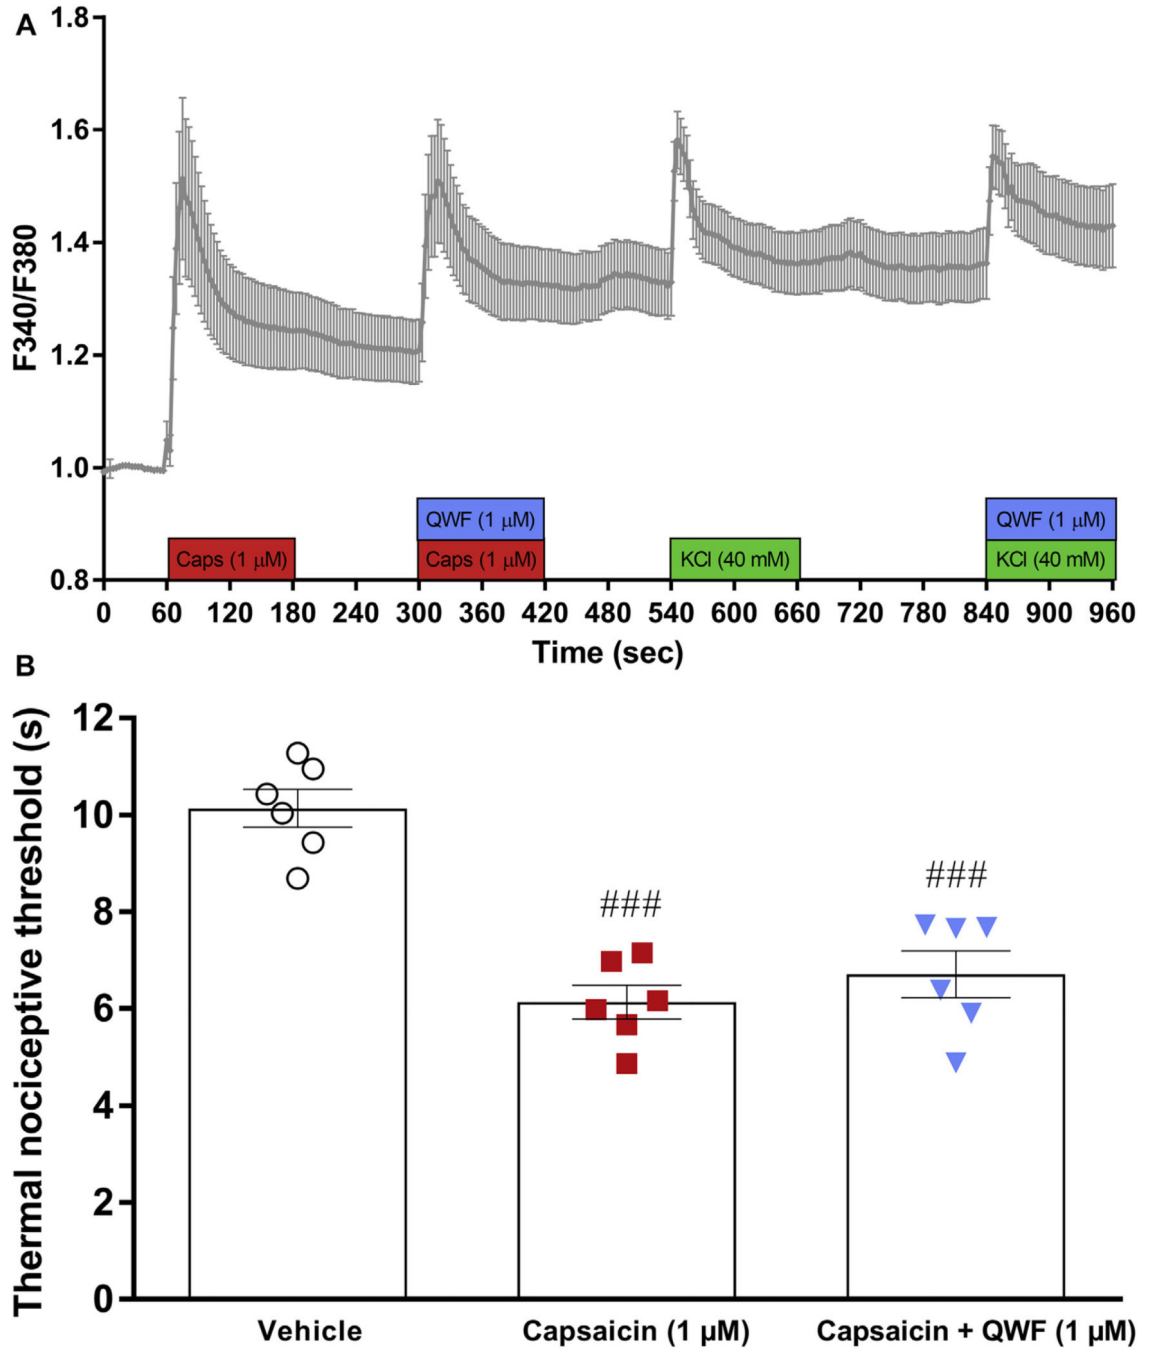 A
1.8
1.6
1.4
1.2
1.0
0.8
F340/F380
QWF (1 μM)
QWF (1 μM)
Caps (1 μM)
Caps (1 μM)
KCl (40 mM)
KCl (40 mM)
0 60 120 180 240 300 360 420 480 540 600 660 720 780 840 900 960
Time (sec)
B
Thermal nociceptive threshold (s)
12
10
8
6
4
2
0
###
###
Vehicle
Capsaicin (1 μM)
Capsaicin + QWF (1 μM)